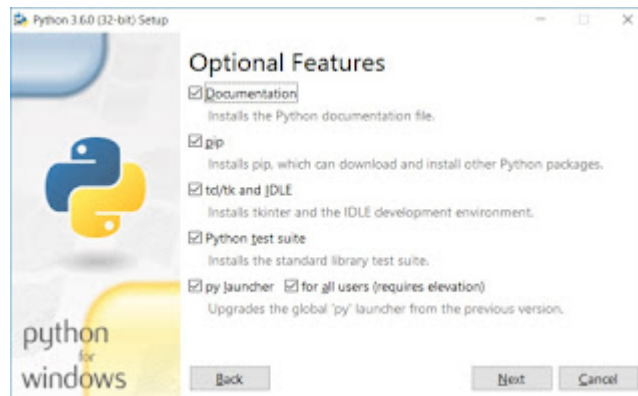 Python 3.6.0 (32-bit) Setup
Optional Features
Documentation
Installs the Python documentation file.
pip
Installs pip, which can download and install other Python packages.
tcl/tk and IDLE
Installs tkinter and the IDLE development environment.
Python test suite
Installs the standard library test suite.
py launcher for all users (requires elevation)
Upgrades the global 'py' launcher from the previous version.
python
for
windows
Back Next Cancel